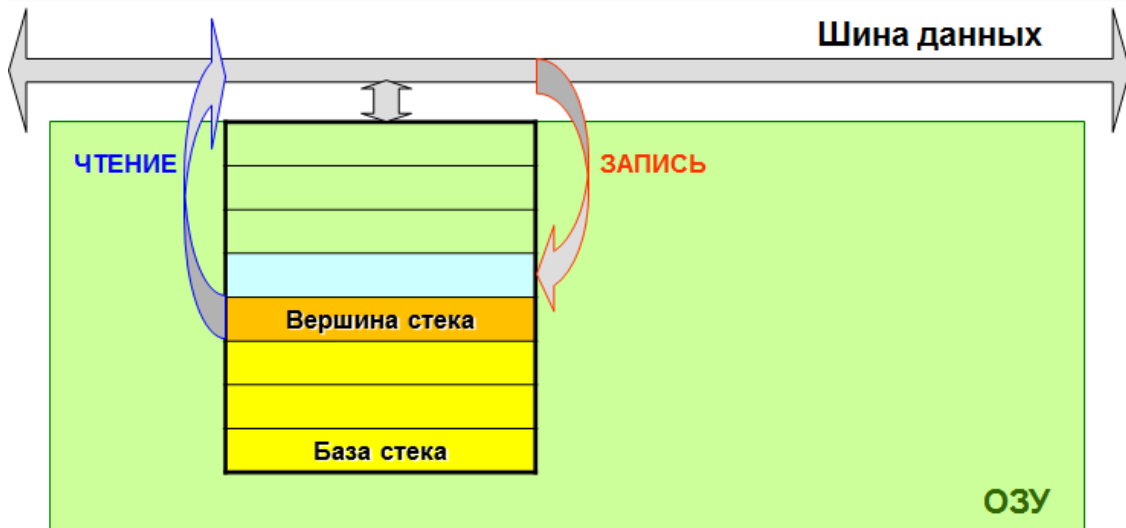 Шина данных
ЧТЕНИЕ
ЗАПИСЬ
Вершина стека
База стека
ОЗУ